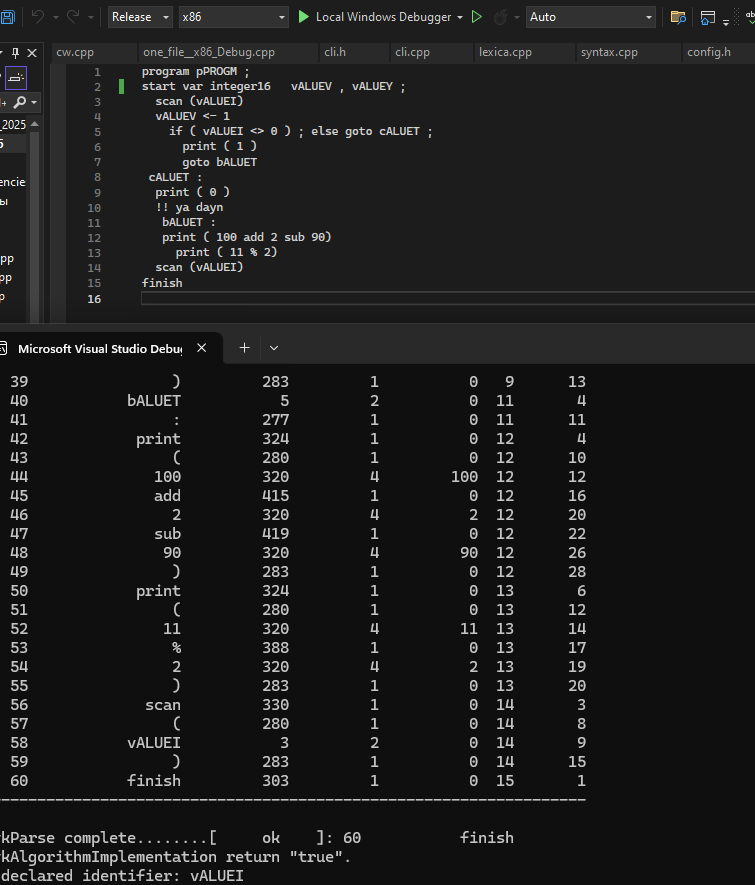 Release x86 Local Windows Debugger Auto
cw.cpp one_file__x86_Debug.cpp cli.h cli.cpp lexica.cpp syntax.cpp config.h
1 program pPROGM ;
2 start var integer16 vALUEV , vALUEY ;
3 scan (vALUEI)
4 vALUEV <- 1
5 if ( vALUEI <> 0 ) ; else goto cALUET ;
6 print ( 1 )
7 goto bALUET
8 cALUET :
9 print ( 0 )
10 !! ya dayn
11 bALUET :
12 print ( 100 add 2 sub 90)
13 print ( 11 % 2)
14 scan (vALUEI)
15 finish
16
_2025
5
encie
ы
pp
pp
p
Microsoft Visual Studio Debu
39 ) 283 1 0 9 13
40 bALUET 5 2 0 11 4
41 : 277 1 0 11 11
42 print 324 1 0 12 4
43 ( 280 1 0 12 10
44 100 320 4 100 12 12
45 add 415 1 0 12 16
46 2 320 4 2 12 20
47 sub 419 1 0 12 22
48 90 320 4 90 12 26
49 ) 283 1 0 12 28
50 print 324 1 0 13 6
51 ( 280 1 0 13 12
52 11 320 4 11 13 14
53 % 388 1 0 13 17
54 2 320 4 2 13 19
55 ) 283 1 0 13 20
56 scan 330 1 0 14 3
57 ( 280 1 0 14 8
58 vALUEI 3 2 0 14 9
59 ) 283 1 0 14 15
60 finish 303 1 0 15 1
--------------------------------------------------------------
kParse complete........[ ok ]: 60 finish
kAlgorithmImplementation return "true".
declared identifier: vALUEI